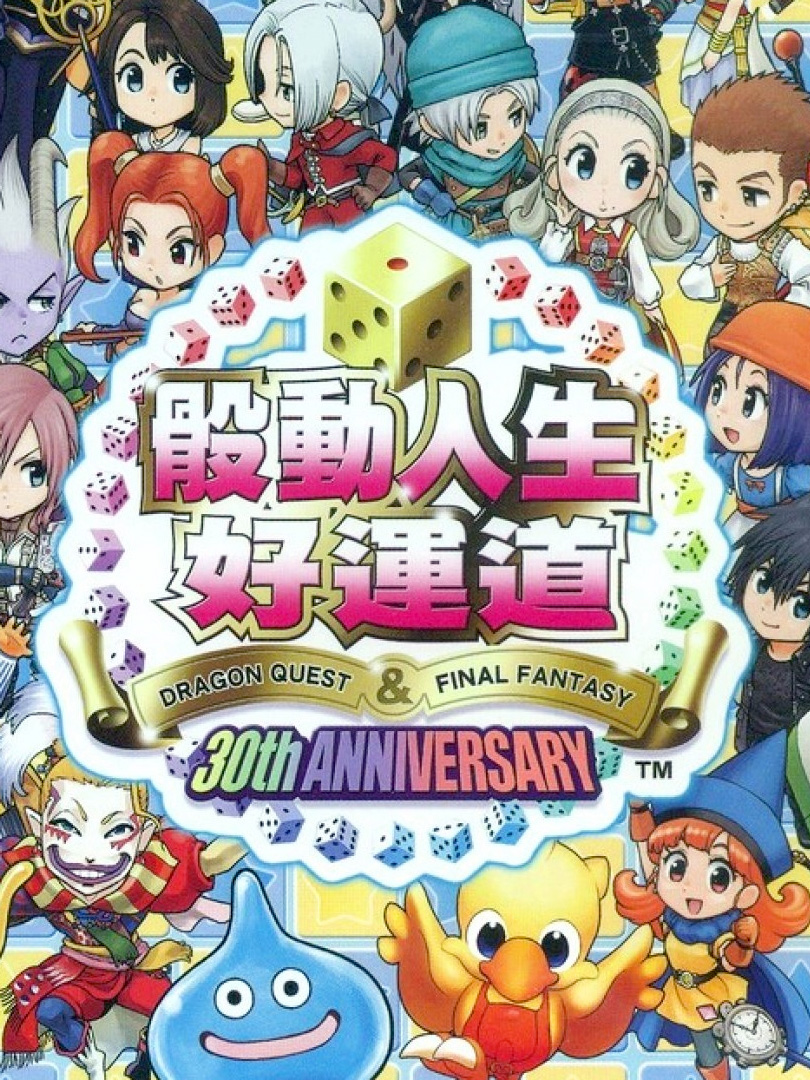 骰動人生
好運道
DRAGON QUEST & FINAL FANTASY
30th ANNIVERSARY TM